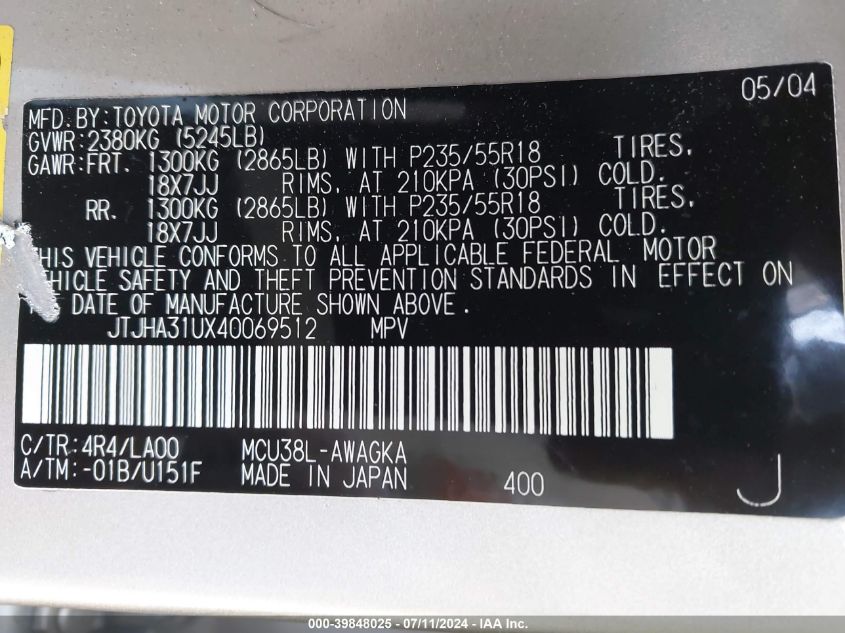 05/04
MFD. BY: TOYOTA MOTOR CORPORATION
GVWR: 2380KG (5245LB)
GAWR: FRT. 1300KG (2865LB) WITH P235/55R18 TIRES,
18X7JJ RIMS, AT 210KPA (30PSI) COLD.
RR. 1300KG (2865LB) WITH P235/55R18 TIRES,
18X7JJ RIMS, AT 210KPA (30PSI) COLD.
THIS VEHICLE CONFORMS TO ALL APPLICABLE FEDERAL MOTOR
VEHICLE SAFETY AND THEFT PREVENTION STANDARDS IN EFFECT ON
DATE OF MANUFACTURE SHOWN ABOVE.
JTJHA31UX40069512 MPV
C/TR: 4R4/LA00 MCU38L-AWAGKA
A/TM: -01B/U151F MADE IN JAPAN 400 J
000-39848025 - 07/11/2024 - IAA Inc.